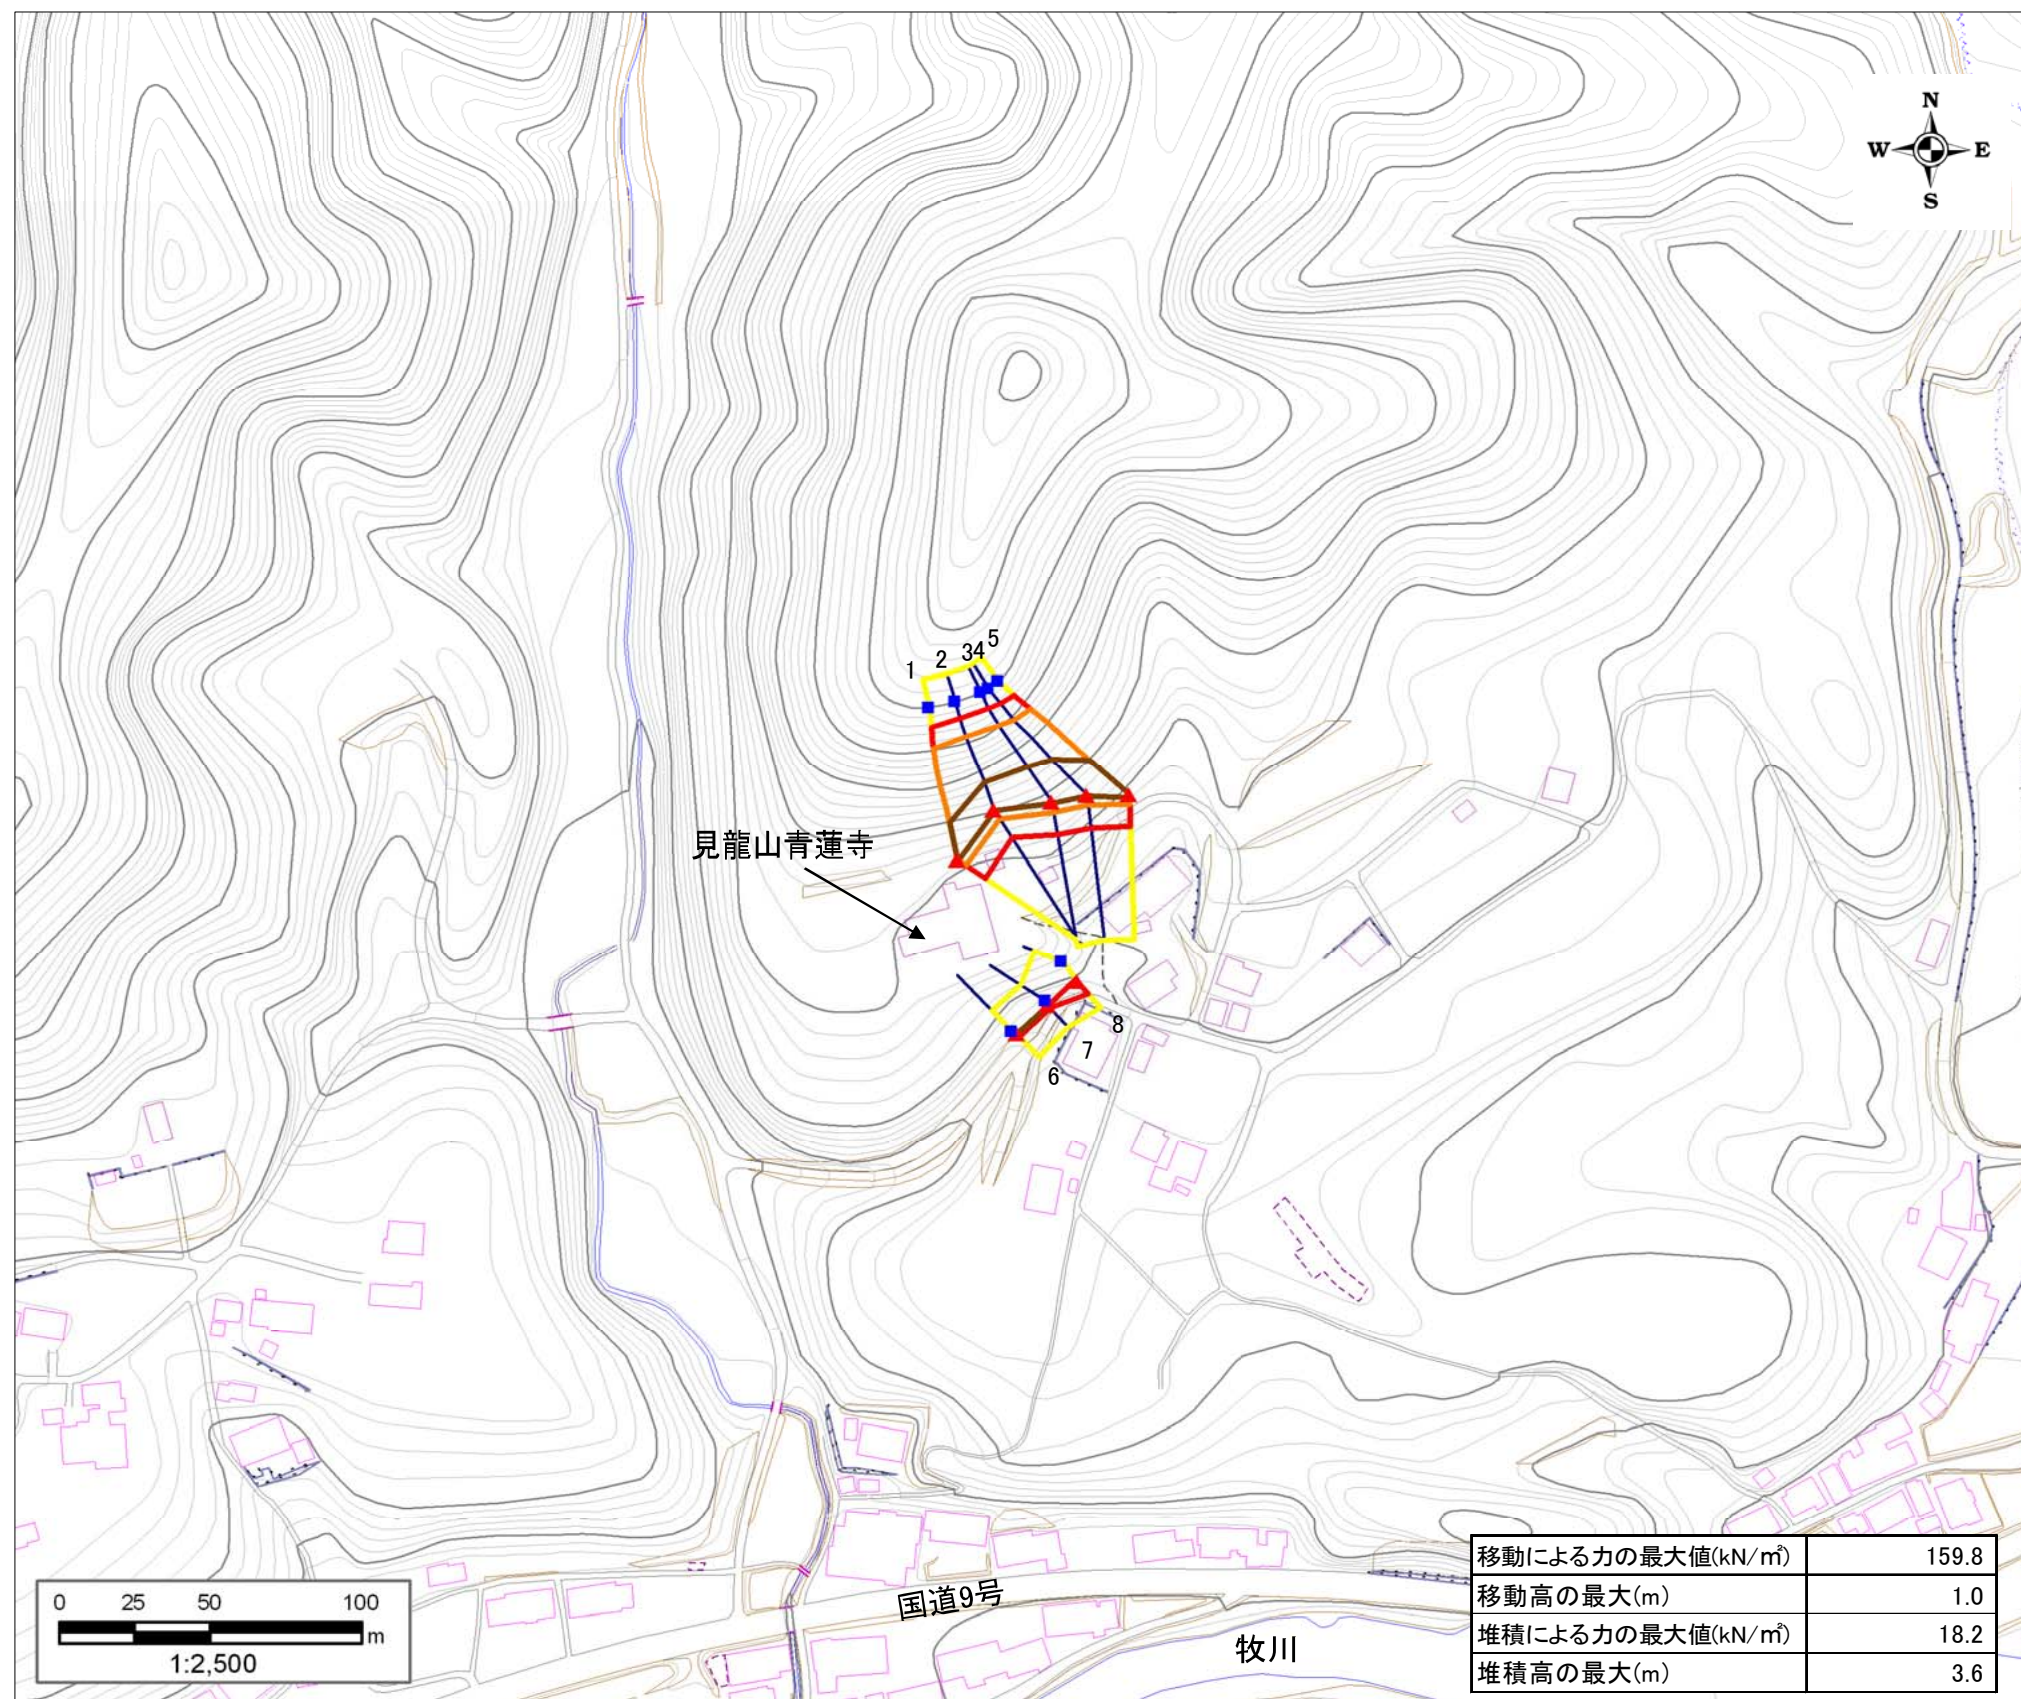 N
W E
S
1 2 3 4 5
見龍山青蓮寺
8
7
6
国道9号
牧川
0 25 50 100
m
1:2,500
移動による力の最大値(kN/㎡) 159.8
移動高の最大(m) 1.0
堆積による力の最大値(kN/㎡) 18.2
堆積高の最大(m) 3.6